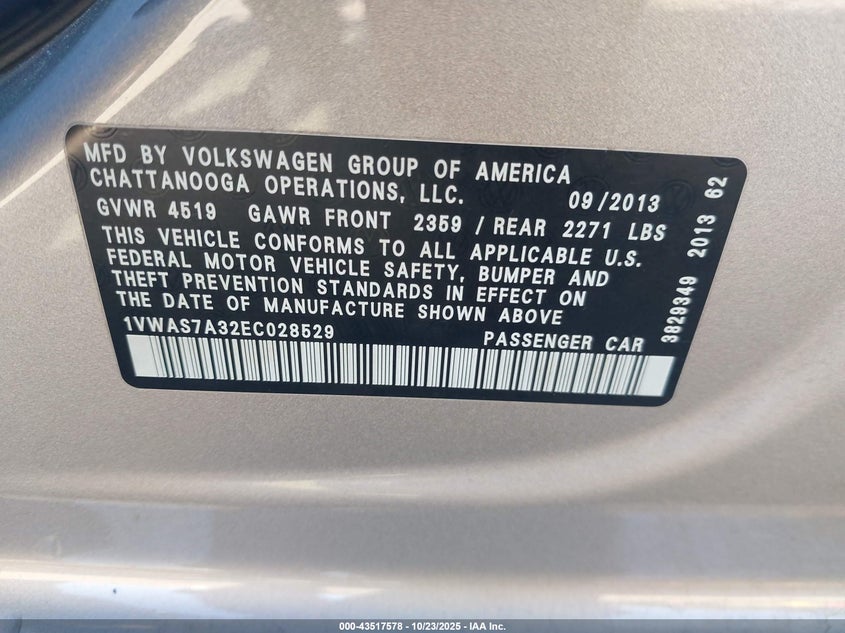 MFD BY VOLKSWAGEN GROUP OF AMERICA
CHATTANOOGA OPERATIONS, LLC. 09/2013
GVWR 4519 GAWR FRONT 2359 / REAR 2271 LBS
THIS VEHICLE CONFORMS TO ALL APPLICABLE U.S.
FEDERAL MOTOR VEHICLE SAFETY, BUMPER AND
THEFT PREVENTION STANDARDS IN EFFECT ON
THE DATE OF MANUFACTURE SHOWN ABOVE
1VWAS7A32EC028529 PASSENGER CAR
3829349 2013 62
000-43517578 - 10/23/2025 - IAA Inc.